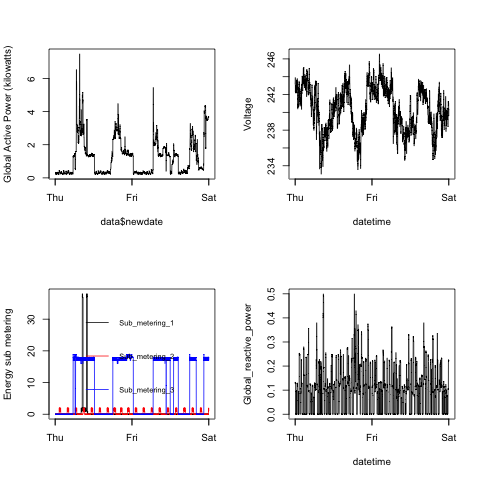 Global Active Power (kilowatts)
0 2 4 6
Thu Fri Sat
data$newdate
Voltage
234 238 242 246
Thu Fri Sat
datetime
Energy sub metering
0 10 20 30
Sub_metering_1
Sub_metering_2
Sub_metering_3
Thu Fri Sat
Global_reactive_power
0.0 0.1 0.2 0.3 0.4 0.5
Thu Fri Sat
datetime